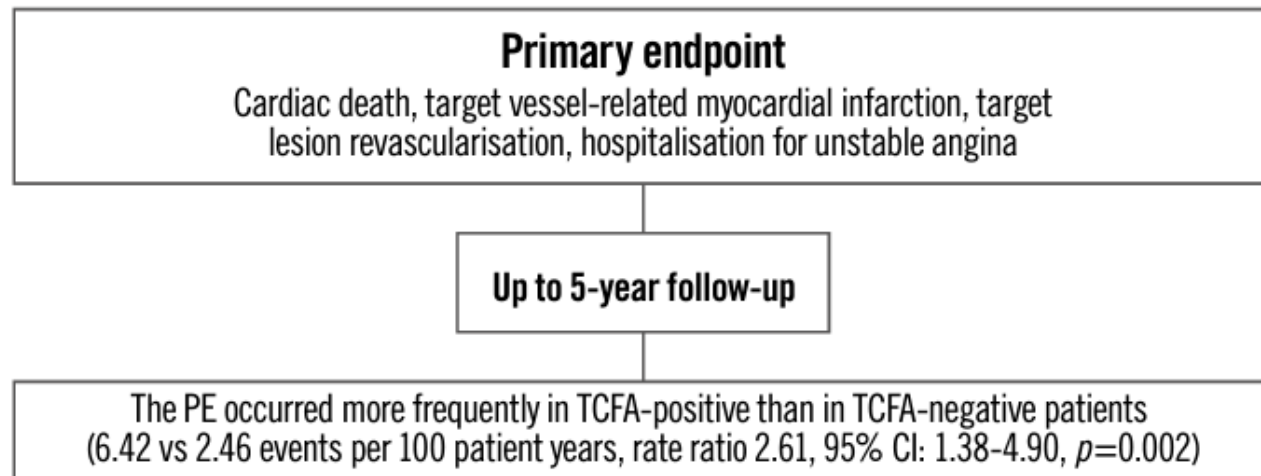 Primary endpoint
Cardiac death, target vessel-related myocardial infarction, target
lesion revascularisation, hospitalisation for unstable angina
Up to 5-year follow-up
The PE occurred more frequently in TCFA-positive than in TCFA-negative patients
(6.42 vs 2.46 events per 100 patient years, rate ratio 2.61, 95% CI: 1.38-4.90, p=0.002)